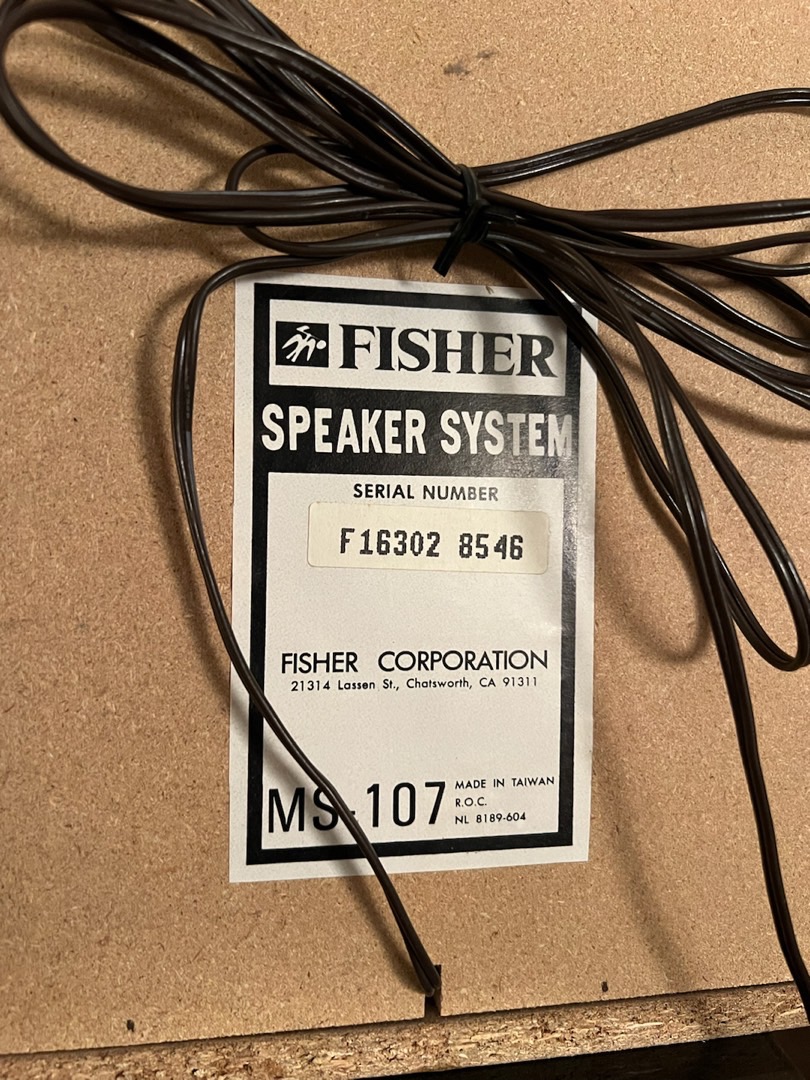 FISHER
SPEAKER SYSTEM
SERIAL NUMBER
F16302 8546
FISHER CORPORATION
21314 Lassen St., Chatsworth, CA 91311
MS-107
MADE IN TAIWAN
R.O.C.
NL 8189-604